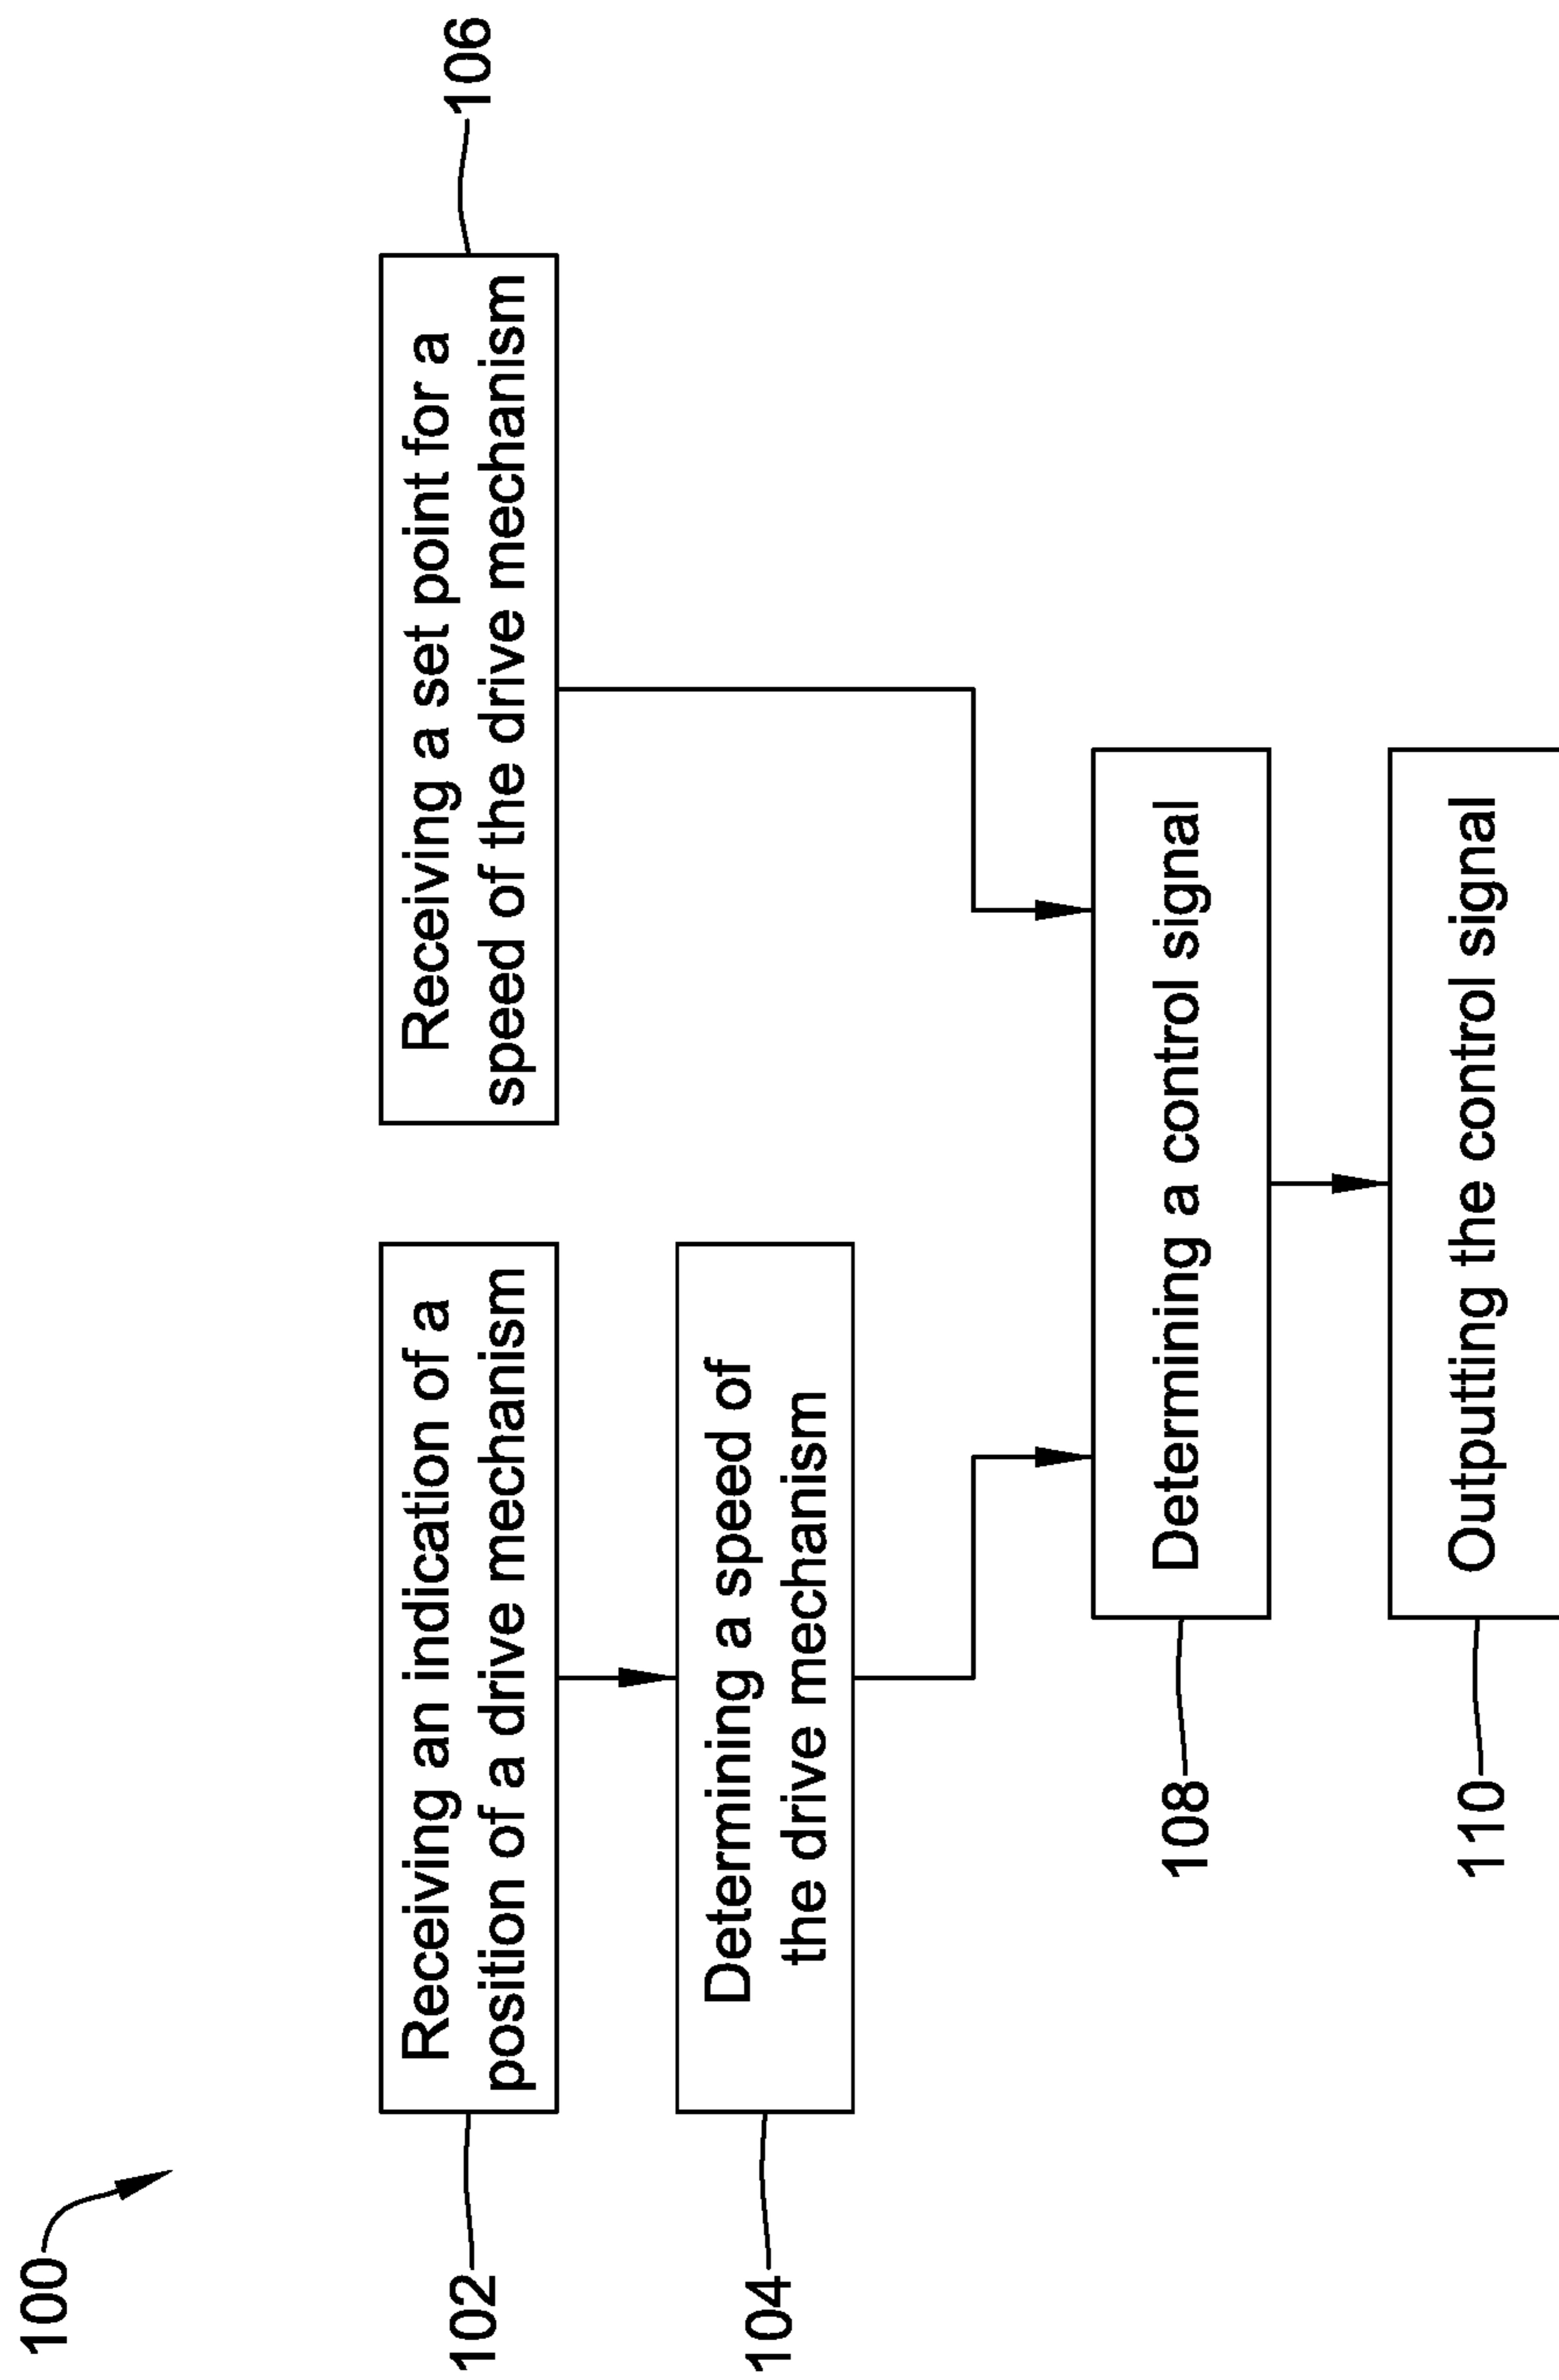 100
102
Receiving an indication of a
position of a drive mechanism
Receiving a set point for a
speed of the drive mechanism
106
104
Determining a speed of
the drive mechanism
108
Determining a control signal
110
Outputting the control signal